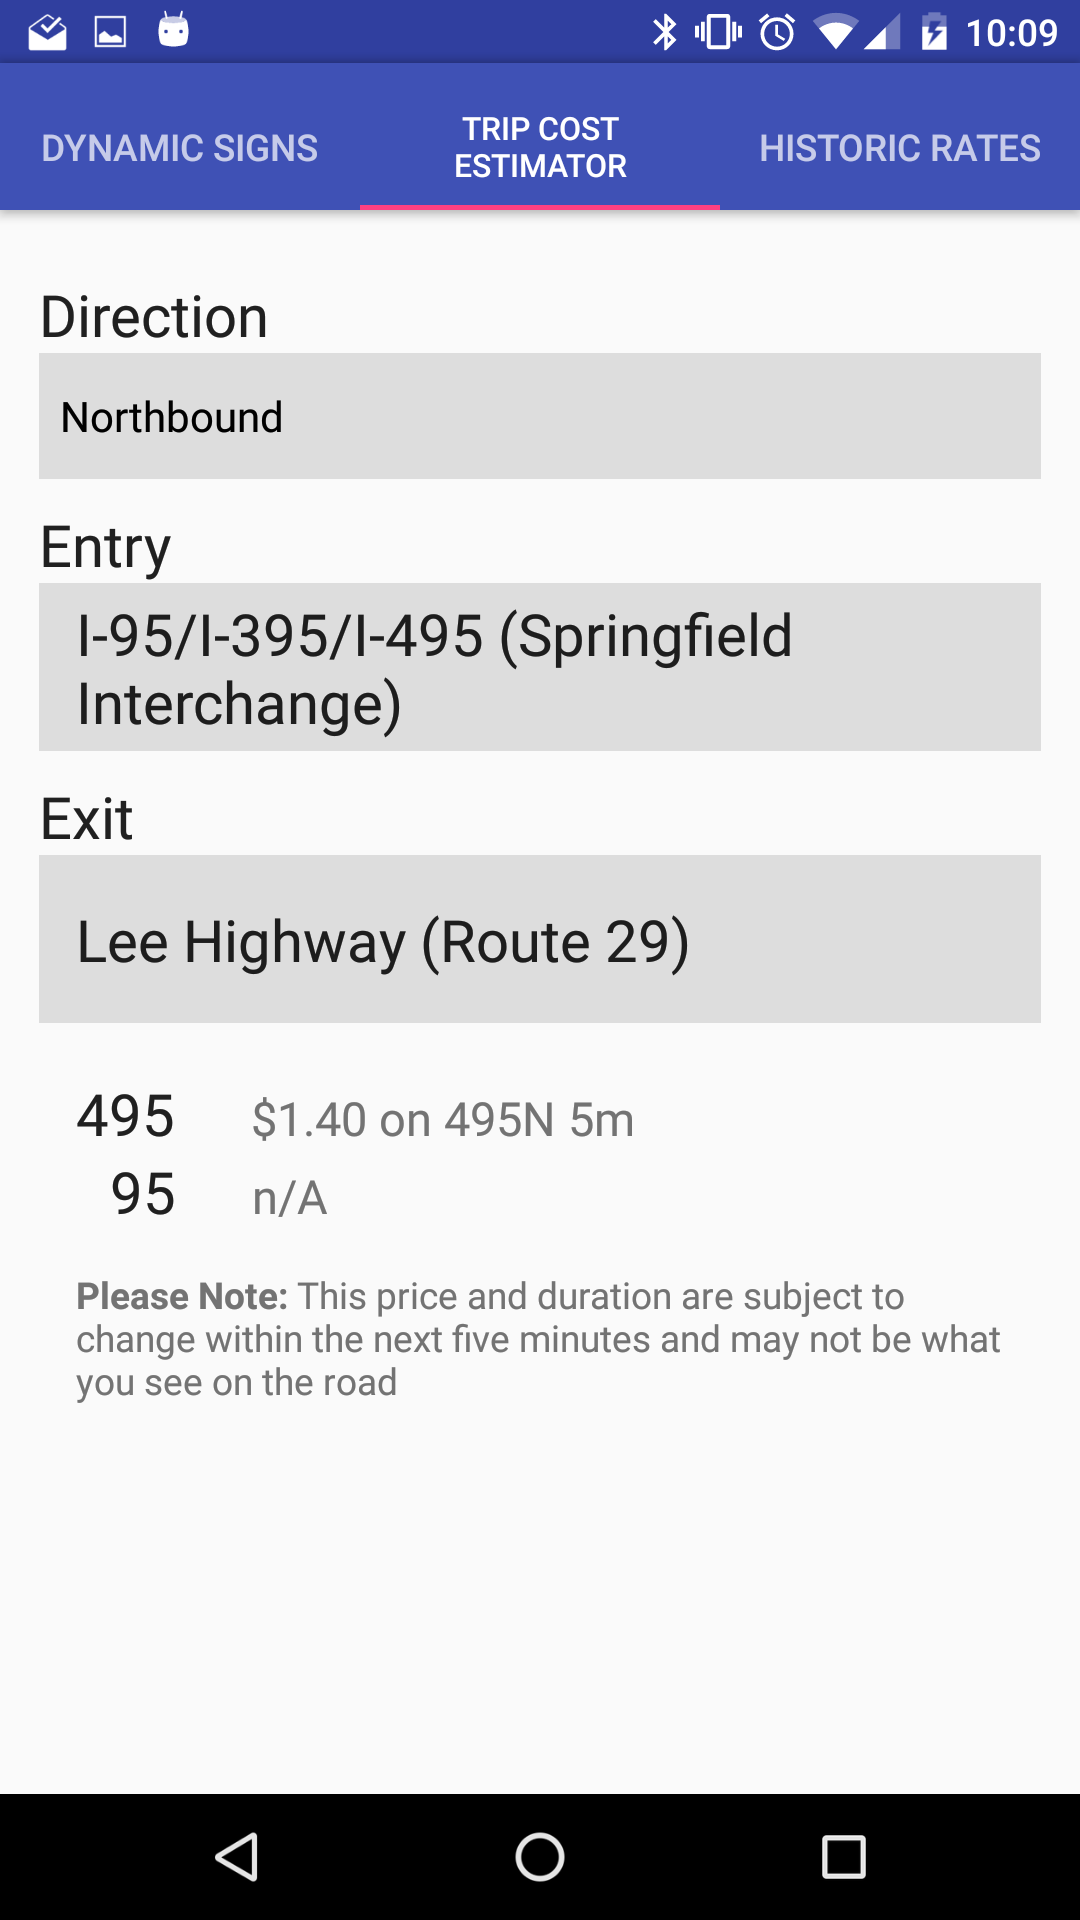 10:09
DYNAMIC SIGNS
TRIP COST
ESTIMATOR
HISTORIC RATES
Direction
Northbound
Entry
I-95/I-395/I-495 (Springfield
Interchange)
Exit
Lee Highway (Route 29)
495 $1.40 on 495N 5m
95 n/A
Please Note: This price and duration are subject to
change within the next five minutes and may not be what
you see on the road